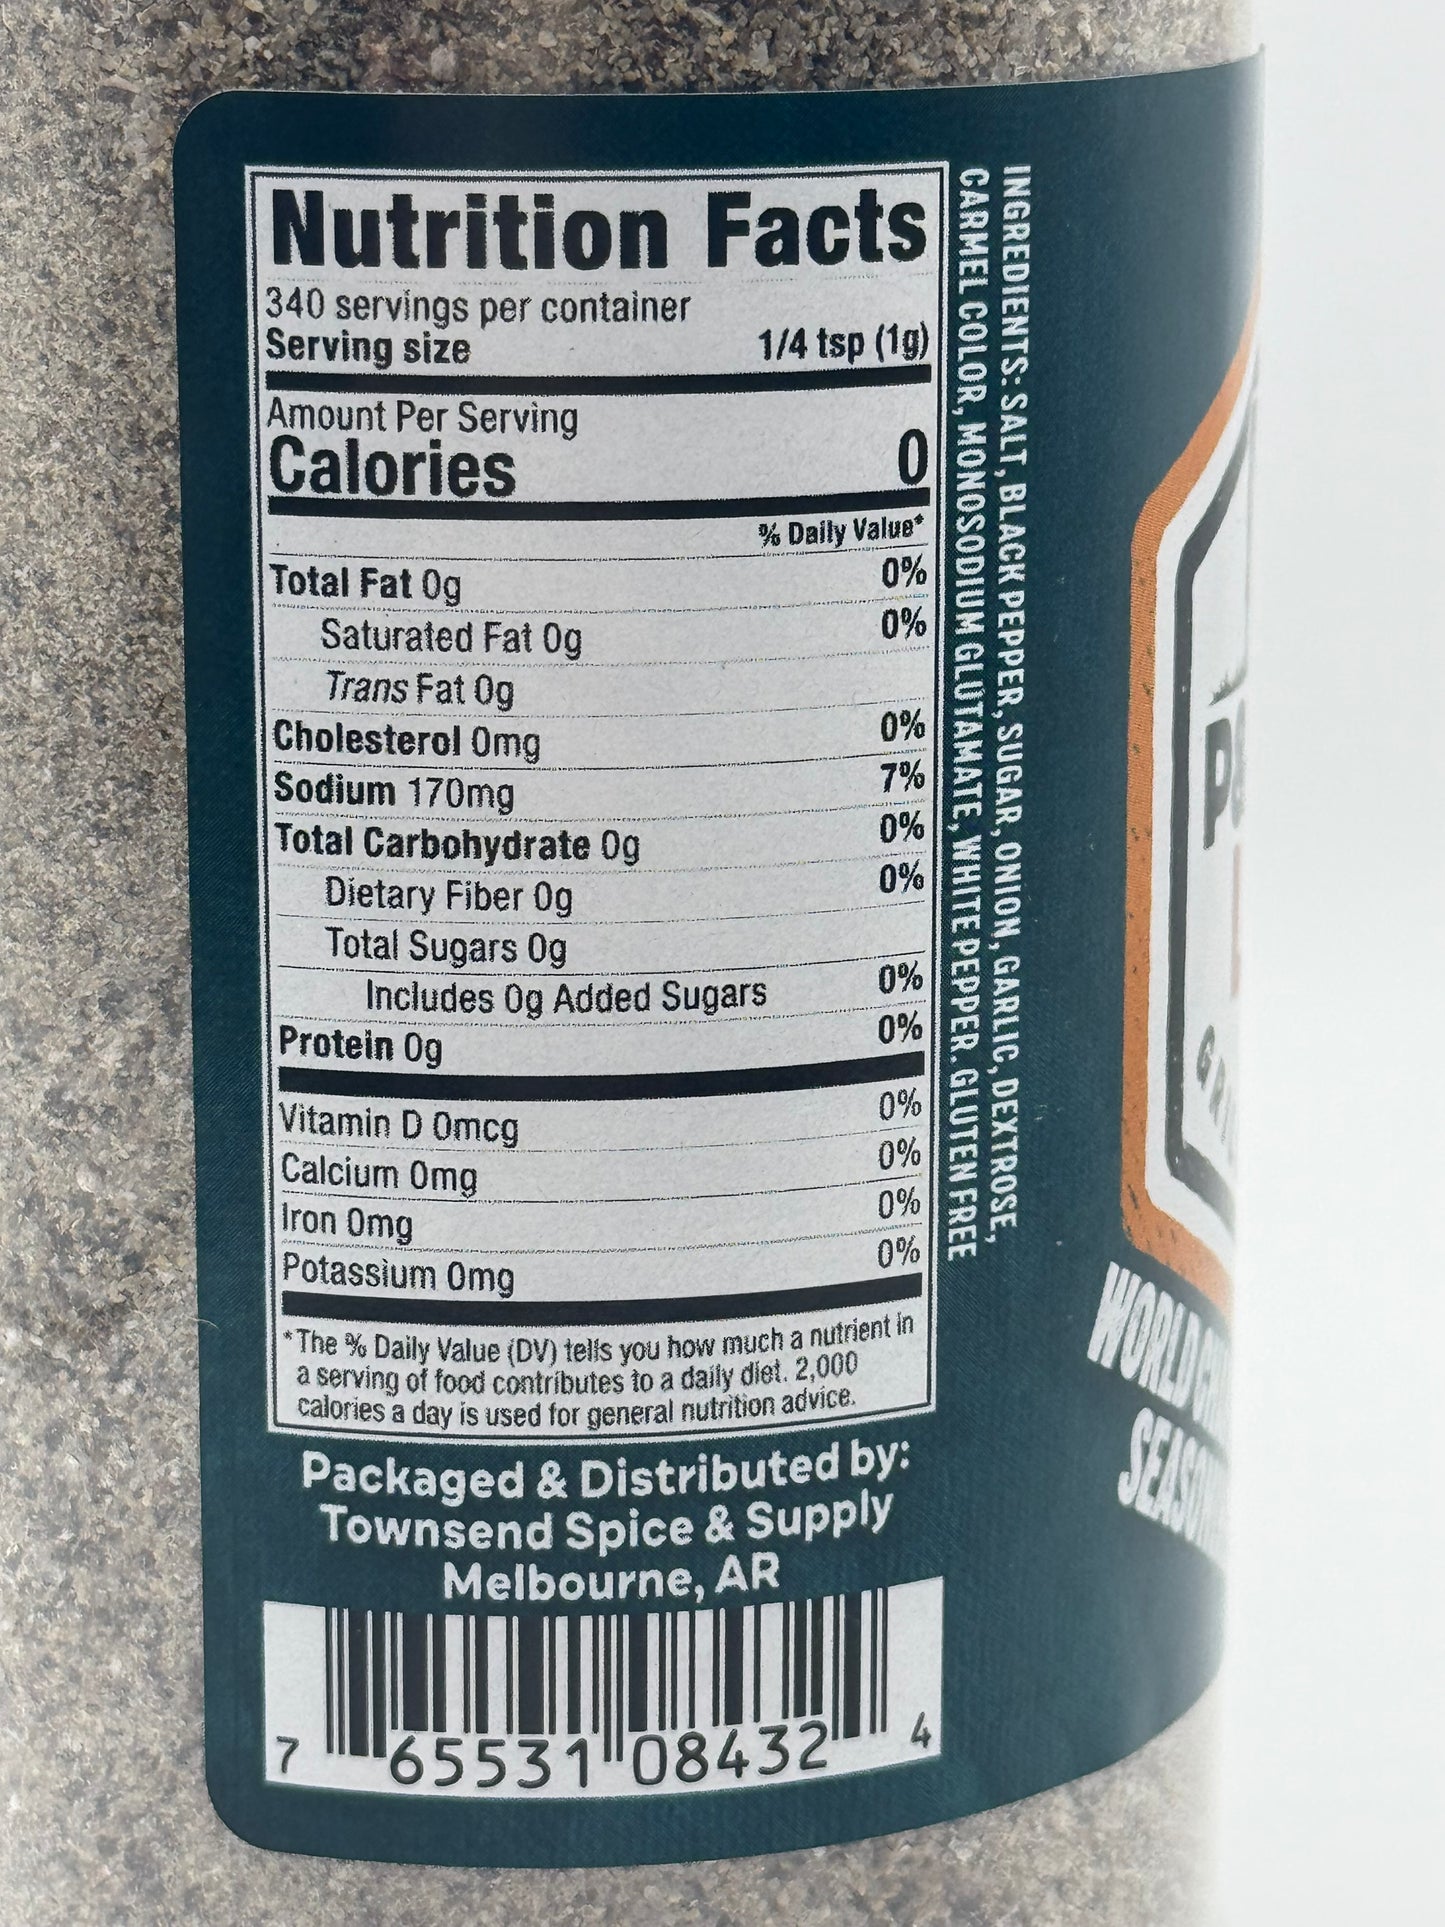 Nutrition Facts
340 servings per container
Serving size 1/4 tsp (1g)
Amount Per Serving
Calories 0
% Daily Value*
Total Fat 0g 0%
Saturated Fat 0g 0%
Trans Fat 0g
Cholesterol 0mg 0%
Sodium 170mg 7%
Total Carbohydrate 0g 0%
Dietary Fiber 0g 0%
Total Sugars 0g
Includes 0g Added Sugars 0%
Protein 0g 0%
Vitamin D 0mcg 0%
Calcium 0mg 0%
Iron 0mg 0%
Potassium 0mg 0%
*The % Daily Value (DV) tells you how much a nutrient in
a serving of food contributes to a daily diet. 2,000
calories a day is used for general nutrition advice.
Packaged & Distributed by:
Townsend Spice & Supply
Melbourne, AR
7 65531 08432 4
INGREDIENTS: SALT, BLACK PEPPER, SUGAR, ONION, GARLIC, DEXTROSE,
CARMEL COLOR, MONOSODIUM GLUTAMATE, WHITE PEPPER. GLUTEN FREE
WORLD